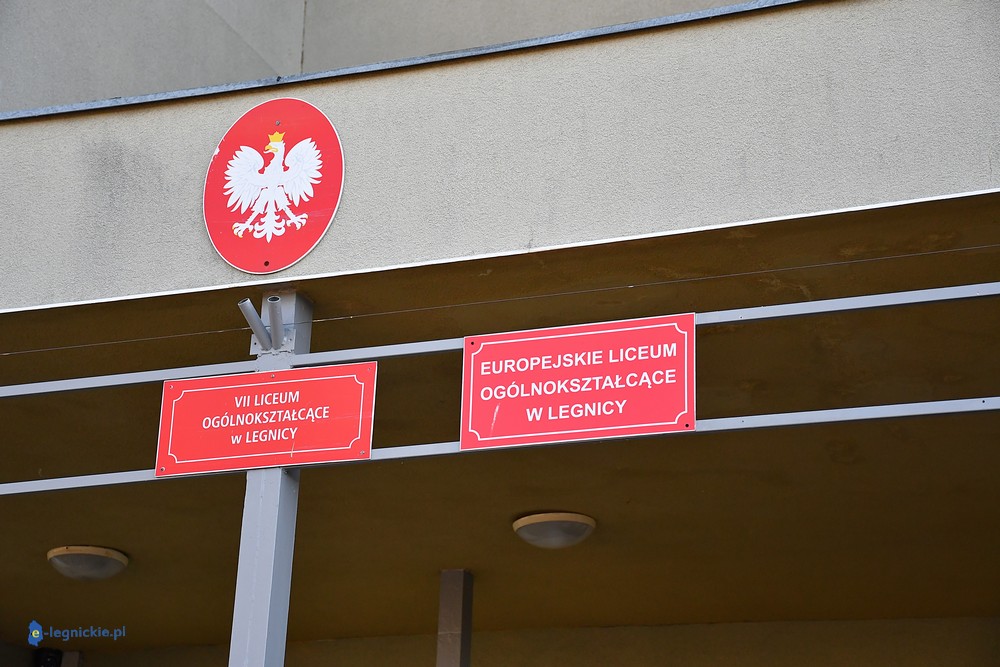 VII LICEUM
OGÓLNOKSZTAŁCĄCE
w LEGNICY
EUROPEJSKIE LICEUM
OGÓLNOKSZTAŁCĄCE
W LEGNICY
e-legnickie.pl